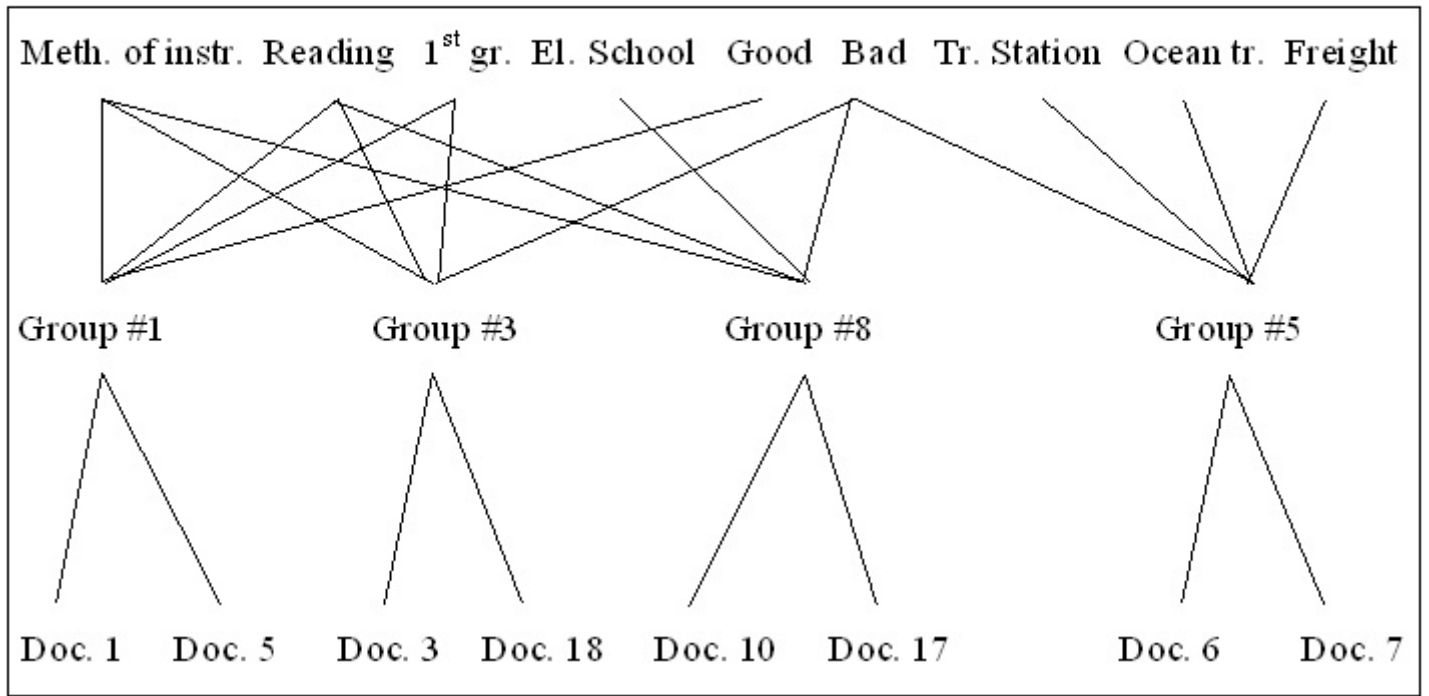 Meth. of instr. Reading 1st gr. El. School Good Bad Tr. Station Ocean tr. Freight
Group #1 Group #3 Group #8 Group #5
Doc. 1 Doc. 5 Doc. 3 Doc. 18 Doc. 10 Doc. 17 Doc. 6 Doc. 7